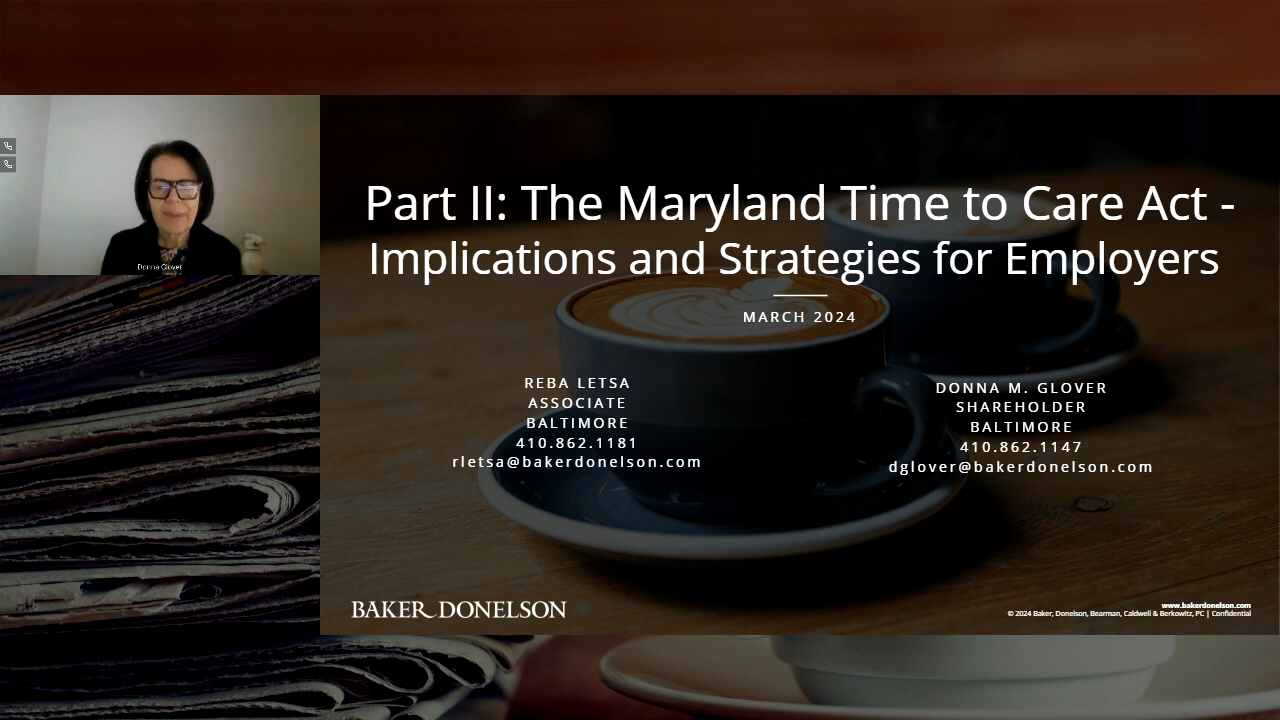 Donna Glover
Part II: The Maryland Time to Care Act -
Implications and Strategies for Employers
MARCH 2024
REBA LETSA
ASSOCIATE
BALTIMORE
410.862.1181
rletsa@bakerdonelson.com
DONNA M. GLOVER
SHAREHOLDER
BALTIMORE
410.862.1147
dglover@bakerdonelson.com
BAKER DONELSON
www.bakerdonelson.com
© 2024 Baker, Donelson, Bearman, Caldwell & Berkowitz, PC | Confidential